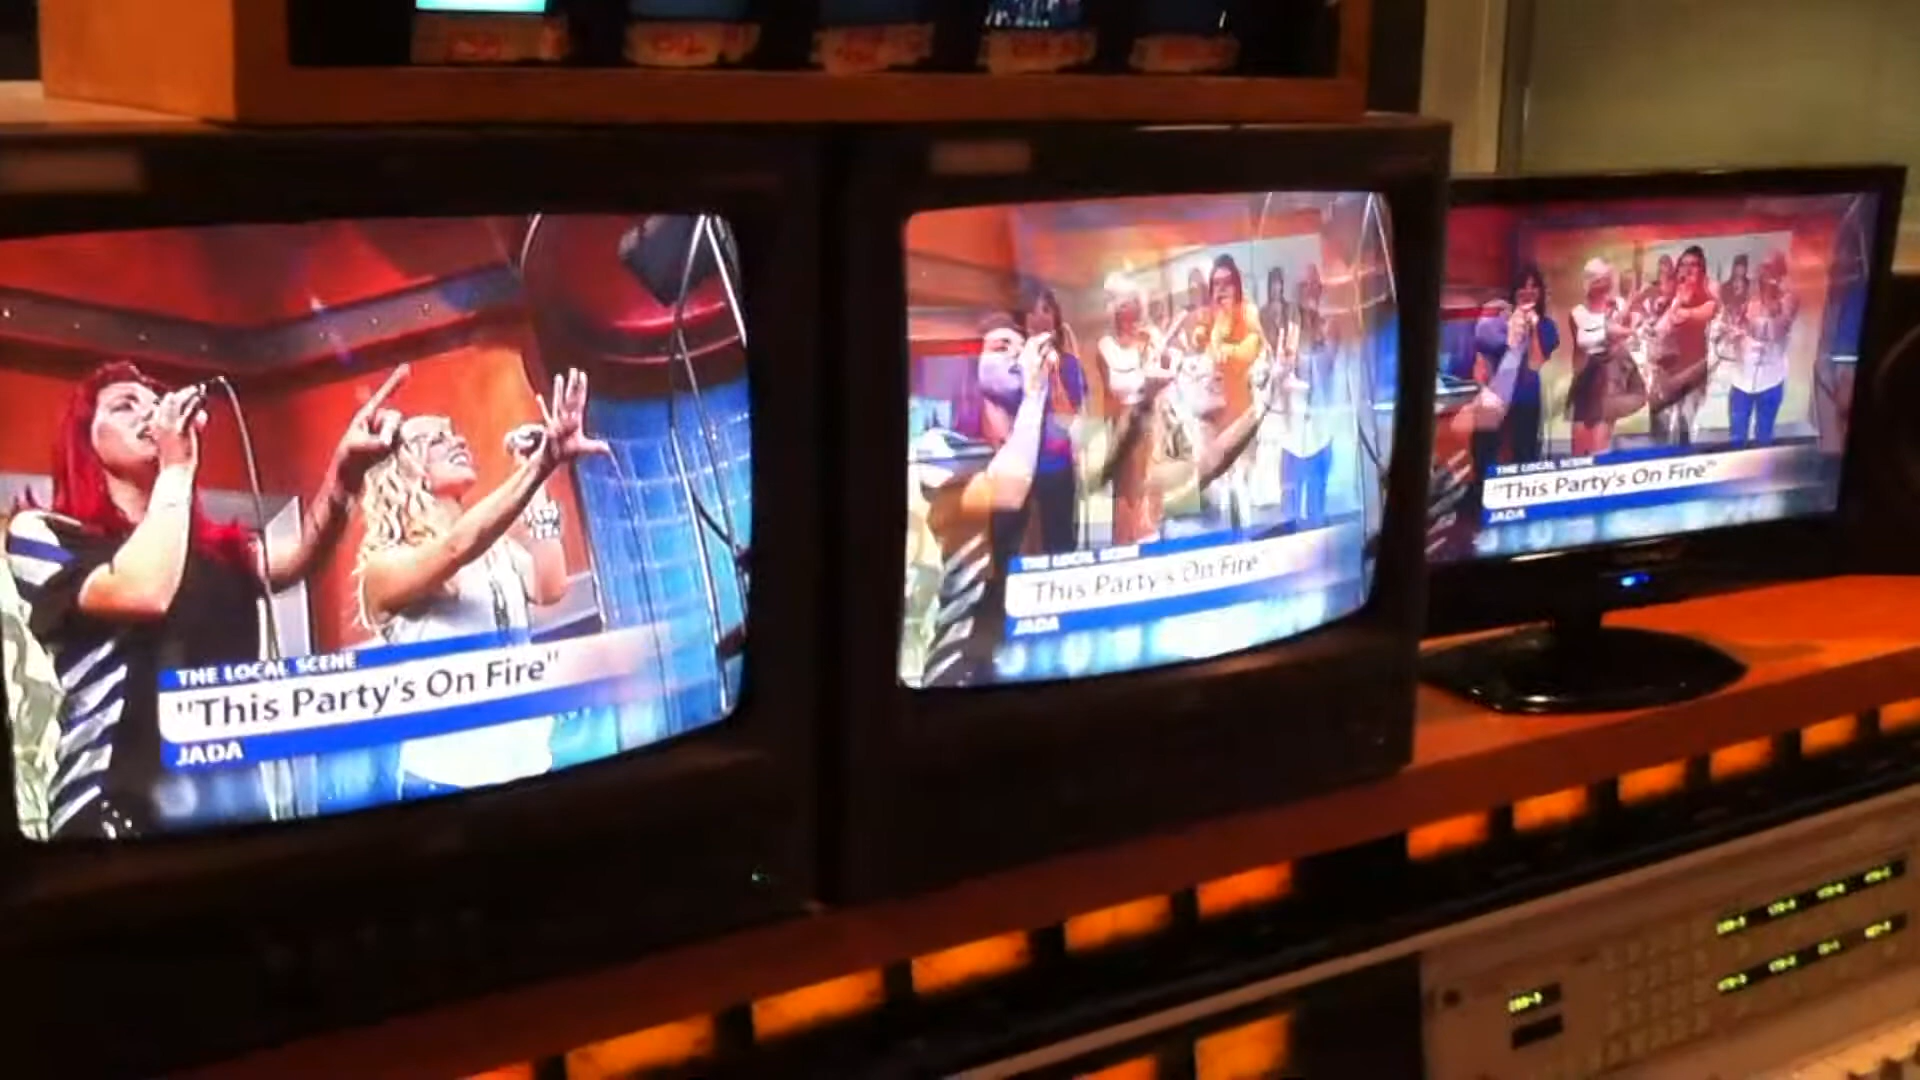 THE LOCAL SCENE
"This Party's On Fire"
JADA
THE LOCAL SCENE
"This Party's On Fire"
JADA
THE LOCAL SCENE
"This Party's On Fire"
JADA